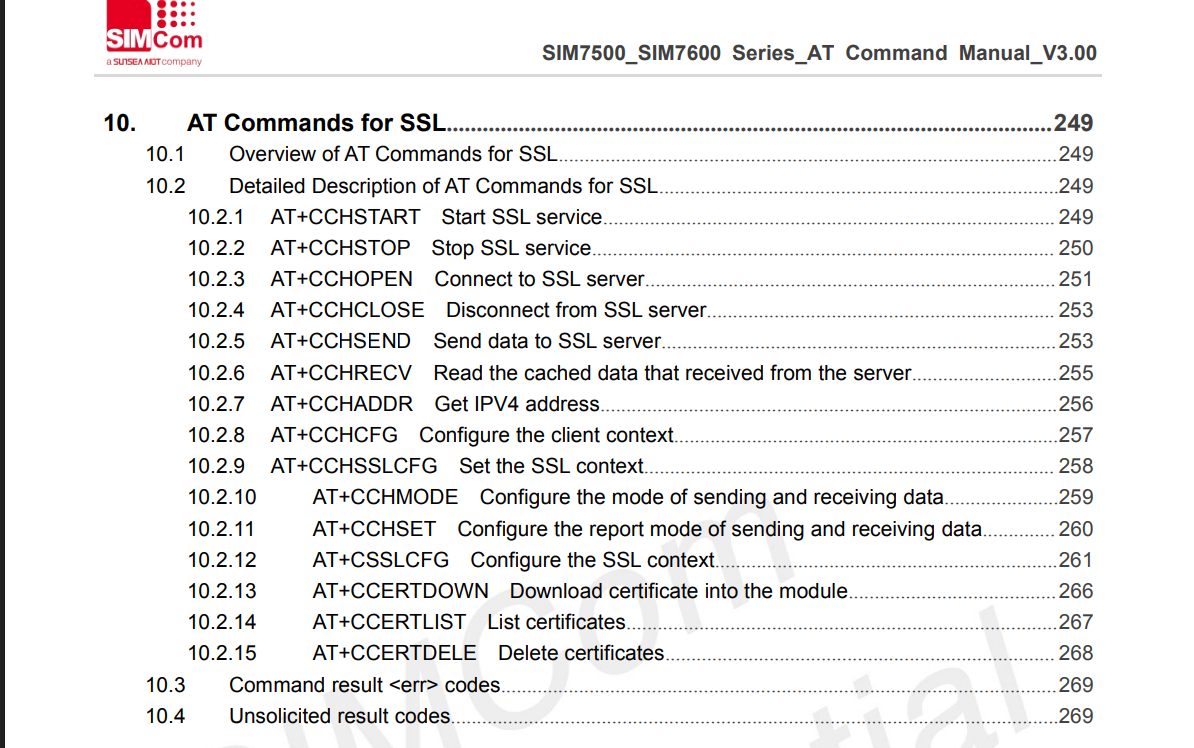 SIMCom
a SUNSEA AIOT company
SIM7500_SIM7600 Series_AT Command Manual_V3.00
10. AT Commands for SSL.....249
10.1 Overview of AT Commands for SSL.....249
10.2 Detailed Description of AT Commands for SSL.....249
10.2.1 AT+CCHSTART Start SSL service.....249
10.2.2 AT+CCHSTOP Stop SSL service.....250
10.2.3 AT+CCHOPEN Connect to SSL server.....251
10.2.4 AT+CCHCLOSE Disconnect from SSL server.....253
10.2.5 AT+CCHSEND Send data to SSL server.....253
10.2.6 AT+CCHRECV Read the cached data that received from the server.....255
10.2.7 AT+CCHADDR Get IPV4 address.....256
10.2.8 AT+CCHCFG Configure the client context.....257
10.2.9 AT+CCHSSLCFG Set the SSL context.....258
10.2.10 AT+CCHMODE Configure the mode of sending and receiving data.....259
10.2.11 AT+CCHSET Configure the report mode of sending and receiving data.....260
10.2.12 AT+CSSLCFG Configure the SSL context.....261
10.2.13 AT+CCERTDOWN Download certificate into the module.....266
10.2.14 AT+CCERTLIST List certificates.....267
10.2.15 AT+CCERTDELE Delete certificates.....268
10.3 Command result <err> codes.....269
10.4 Unsolicited result codes.....269
SIMCom
tial